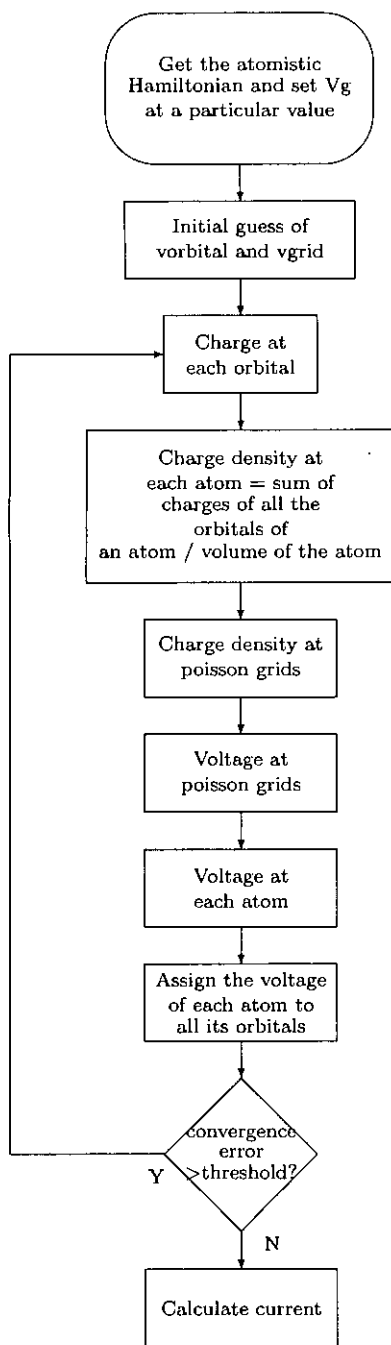 Get the atomistic
Hamiltonian and set Vg
at a particular value
Initial guess of
vorbital and vgrid
Charge at
each orbital
Charge density at
each atom = sum of
charges of all the
orbitals of
an atom / volume of the atom
Charge density at
poisson grids
Voltage at
poisson grids
Voltage at
each atom
Assign the voltage
of each atom to
all its orbitals
convergence
error
>threshold?
Y
N
Calculate current